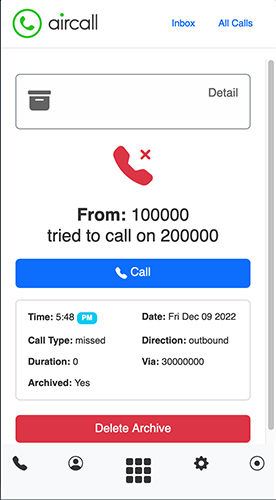 aircall
Inbox All Calls
Detail
From: 100000
tried to call on 200000
Call
Time: 5:48 PM Date: Fri Dec 09 2022
Call Type: missed Direction: outbound
Duration: 0 Via: 30000000
Archived: Yes
Delete Archive